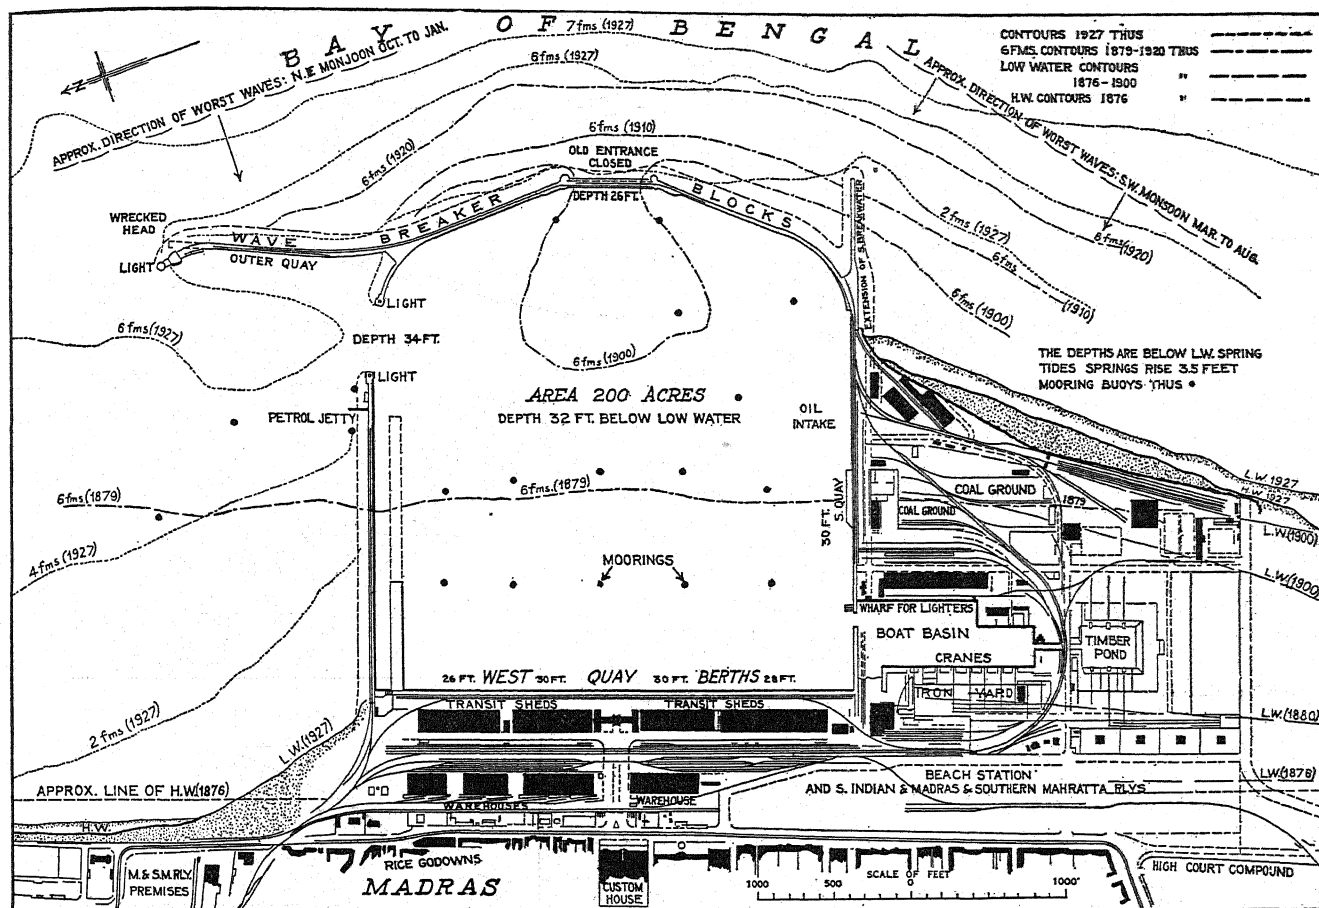 BAY OF BENGAL
7 fms (1927)
CONTOURS 1927 THUS
6 FMS. CONTOURS 1879-1920 THUS
LOW WATER CONTOURS
1876-1900 "
H.W. CONTOURS 1876 "
N
APPROX. DIRECTION OF WORST WAVES: N.E MONJOON OCT. TO JAN.
APPROX. DIRECTION OF WORST WAVES: S.W. MONSOON MAR. TO AUG.
6 fms (1927)
6 fms (1920)
6 fms (1910)
OLD ENTRANCE
CLOSED
DEPTH 26 FT.
WRECKED
HEAD
WAVE BREAKER BLOCKS
OUTER QUAY
LIGHT
LIGHT
EXTENSION OF S. BREAKWATER
2 fms (1927)
6 fms (1920)
6 fms
(1910)
6 fms (1900)
6 fms (1927)
DEPTH 34 FT.
6 fms (1900)
THE DEPTHS ARE BELOW L.W. SPRING
TIDES SPRINGS RISE 3.5 FEET
MOORING BUOYS THUS
LIGHT
PETROL JETTY
AREA 200 ACRES
DEPTH 32 FT. BELOW LOW WATER
OIL
INTAKE
6 fms (1879)
6 fms. (1879)
30 FT. S. QUAY
COAL GROUND
COAL GROUND
1879
L.W 1927
H.W. 1927
L.W. (1900)
L.W. (1900)
4 fms (1927)
MOORINGS
WHARF FOR LIGHTERS
BOAT BASIN
CRANES
TIMBER
POND
26 FT. WEST 30 FT. QUAY 30 FT. BERTHS 28 FT.
TRANSIT SHEDS TRANSIT SHEDS
IRON YARD
L.W. (1880)
2 fms (1927)
L.W. (1927)
APPROX. LINE OF H.W. (1876)
H.W.
BEACH STATION
AND S. INDIAN & MADRAS & SOUTHERN MAHRATTA RLYS
L.W. (1876)
WAREHOUSES
WAREHOUSE
RICE GODOWNS
M. & S.M. RLY.
PREMISES
MADRAS
CUSTOM
HOUSE
SCALE OF FEET
1000 500 0 1000
HIGH COURT COMPOUND